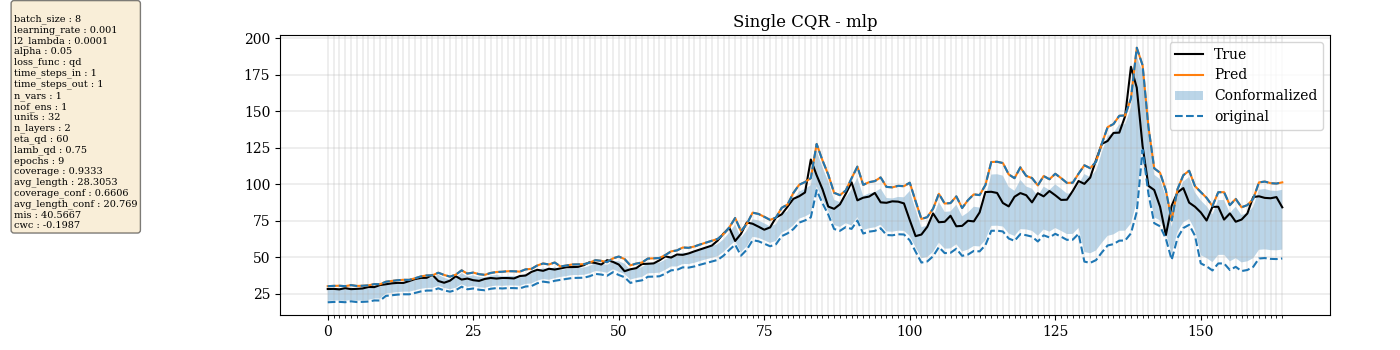 batch_size : 8
learning_rate : 0.001
l2_lambda : 0.0001
alpha : 0.05
loss_func : qd
time_steps_in : 1
time_steps_out : 1
n_vars : 1
nof_ens : 1
units : 32
n_layers : 2
eta_qd : 60
lamb_qd : 0.75
epochs : 9
coverage : 0.9333
avg_length : 28.3053
coverage_conf : 0.6606
avg_length_conf : 20.769
mis : 40.5667
cwc : -0.1987
Single CQR - mlp
200
175
150
125
100
75
50
25
True
Pred
Conformalized
original
0 25 50 75 100 125 150